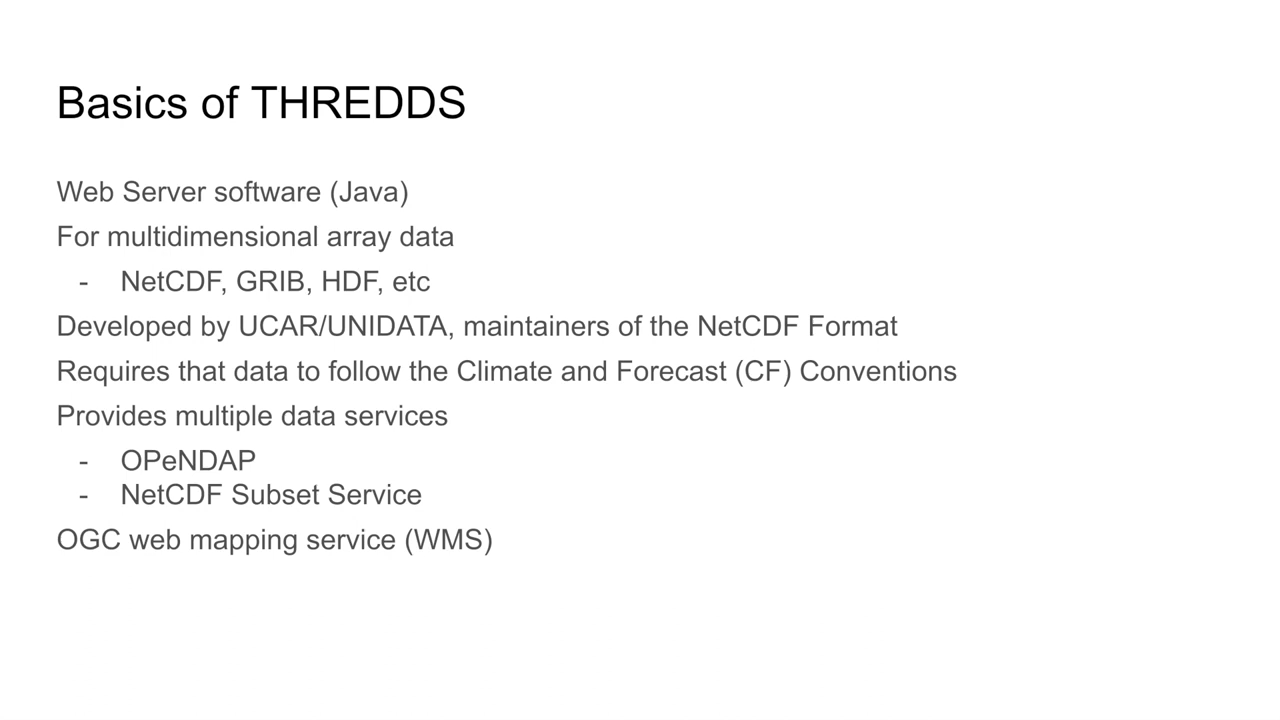 Basics of THREDDS
Web Server software (Java)
For multidimensional array data
- NetCDF, GRIB, HDF, etc
Developed by UCAR/UNIDATA, maintainers of the NetCDF Format
Requires that data to follow the Climate and Forecast (CF) Conventions
Provides multiple data services
- OPeNDAP
- NetCDF Subset Service
OGC web mapping service (WMS)